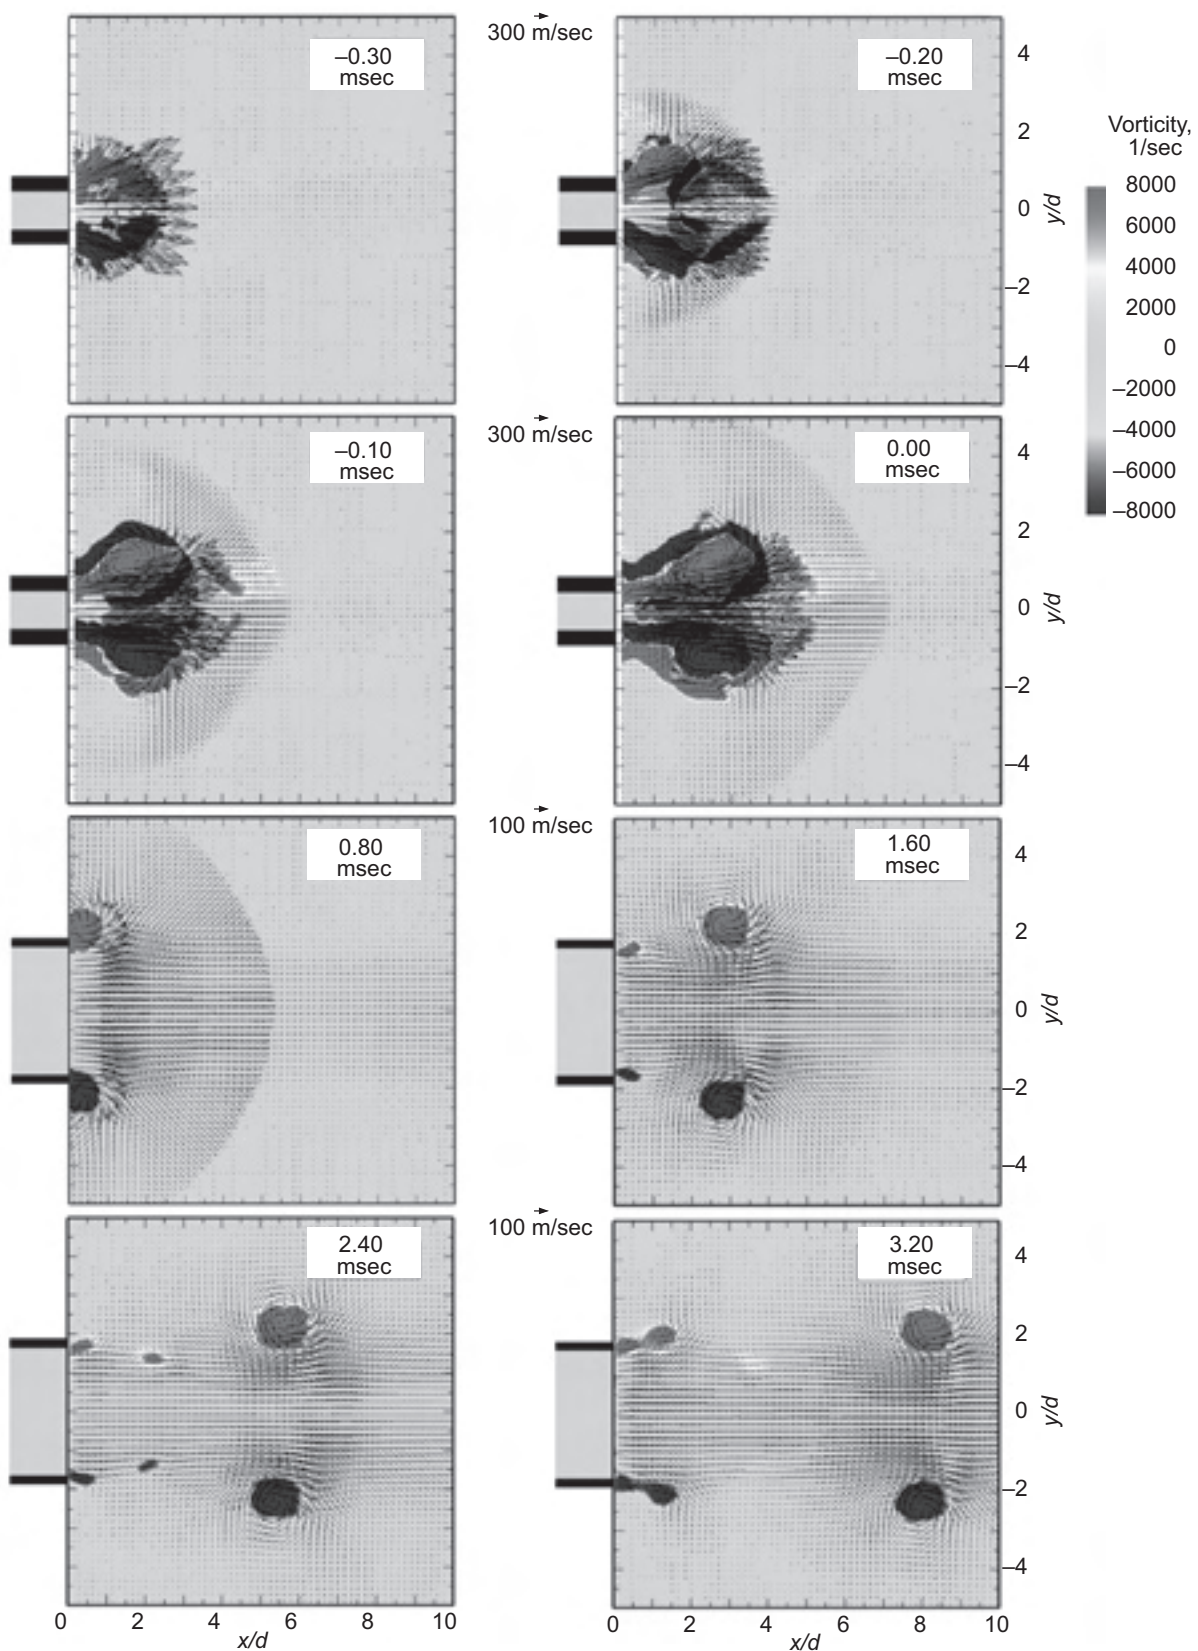 –0.30
msec
300 m/sec
–0.20
msec
4
2
0
–2
–4
y/d
Vorticity,
1/sec
8000
6000
4000
2000
0
–2000
–4000
–6000
–8000
–0.10
msec
300 m/sec
0.00
msec
4
2
0
–2
–4
y/d
0.80
msec
100 m/sec
1.60
msec
4
2
0
–2
–4
y/d
2.40
msec
100 m/sec
3.20
msec
4
2
0
–2
–4
y/d
0 2 4 6 8 10
x/d
0 2 4 6 8 10
x/d